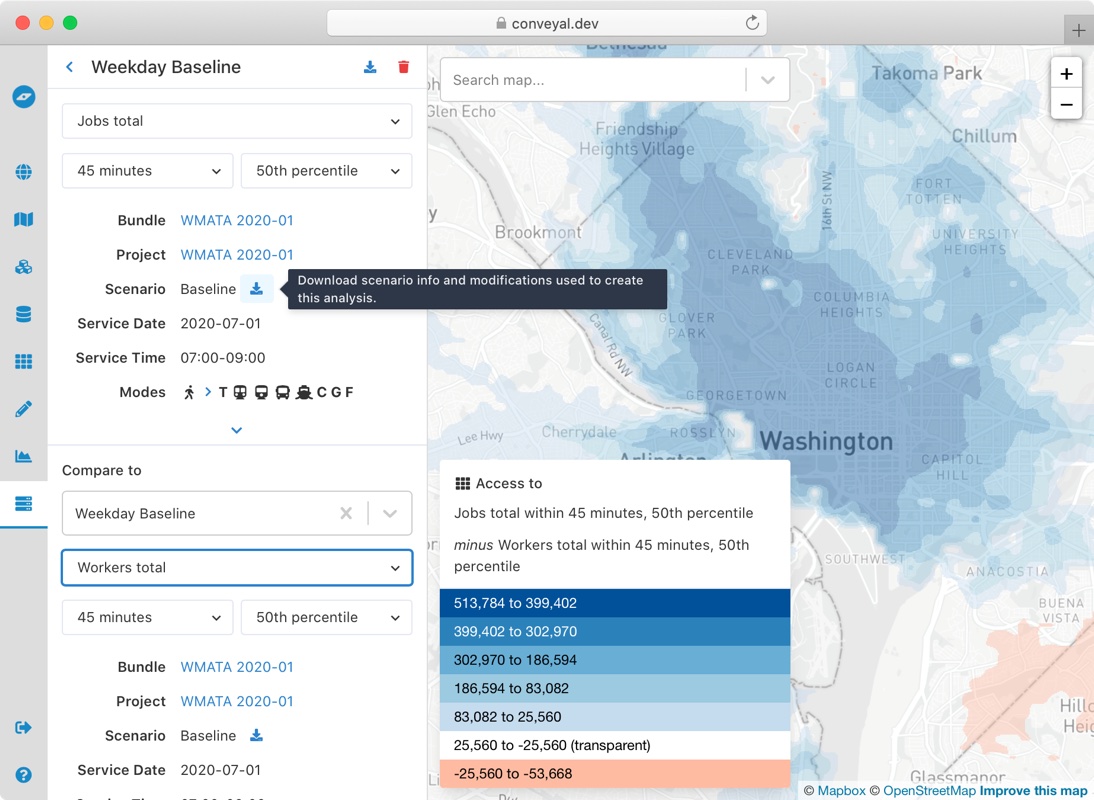 conveyal.dev
Weekday Baseline
Jobs total
45 minutes
50th percentile
Bundle WMATA 2020-01
Project WMATA 2020-01
Scenario Baseline
Download scenario info and modifications used to create
this analysis.
Service Date 2020-07-01
Service Time 07:00-09:00
Modes > T C G F
Compare to
Weekday Baseline
Workers total
45 minutes
50th percentile
Bundle WMATA 2020-01
Project WMATA 2020-01
Scenario Baseline
Service Date 2020-07-01
Search map...
+
−
Bethesda
Takoma Park
Glen Echo
Friendship
Heights Village
Chillum
FORT
TOTTEN
16th St NW
UNIVERSITY
HEIGHTS
Brookmont
CLEVELAND
PARK
COLUMBIA
HEIGHTS
GLOVER
PARK
Canal Rd NW
LOGAN
CIRCLE
GEORGETOWN
Lee Hwy
Cherrydale
ROSSLYN
Washington
Arlington
CAPITOL
HILL
SOUTHWEST
ANACOSTIA
BUENA
VISTA
Glassmanor
Access to
Jobs total within 45 minutes, 50th percentile
minus Workers total within 45 minutes, 50th
percentile
513,784 to 399,402
399,402 to 302,970
302,970 to 186,594
186,594 to 83,082
83,082 to 25,560
25,560 to -25,560 (transparent)
-25,560 to -53,668
© Mapbox © OpenStreetMap Improve this map